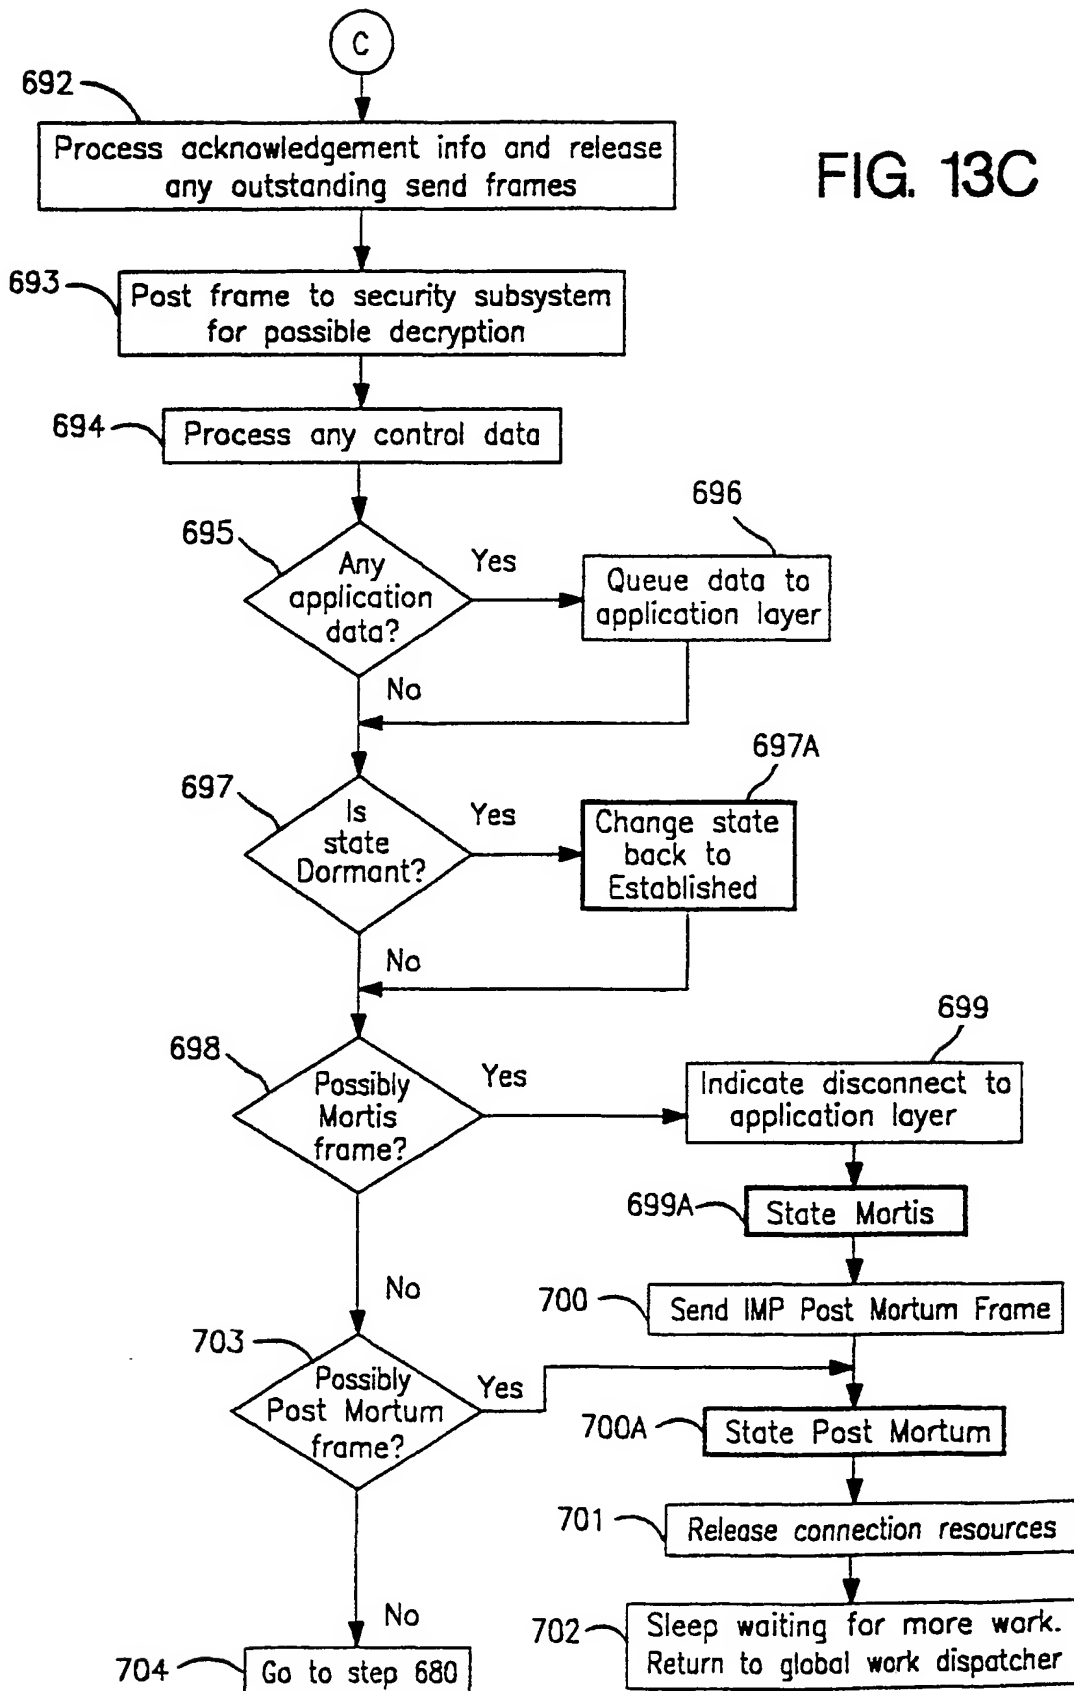 C
692
Process acknowledgement info and release
any outstanding send frames
FIG. 13C
693
Post frame to security subsystem
for possible decryption
694
Process any control data
695
Any
application
data?
Yes
696
Queue data to
application layer
No
697
Is
state
Dormant?
Yes
697A
Change state
back to
Established
No
698
Possibly
Mortis
frame?
Yes
699
Indicate disconnect to
application layer
699A
State Mortis
No
700
Send IMP Post Mortum Frame
703
Possibly
Post Mortum
frame?
Yes
700A
State Post Mortum
701
Release connection resources
No
702
Sleep waiting for more work.
Return to global work dispatcher
704
Go to step 680